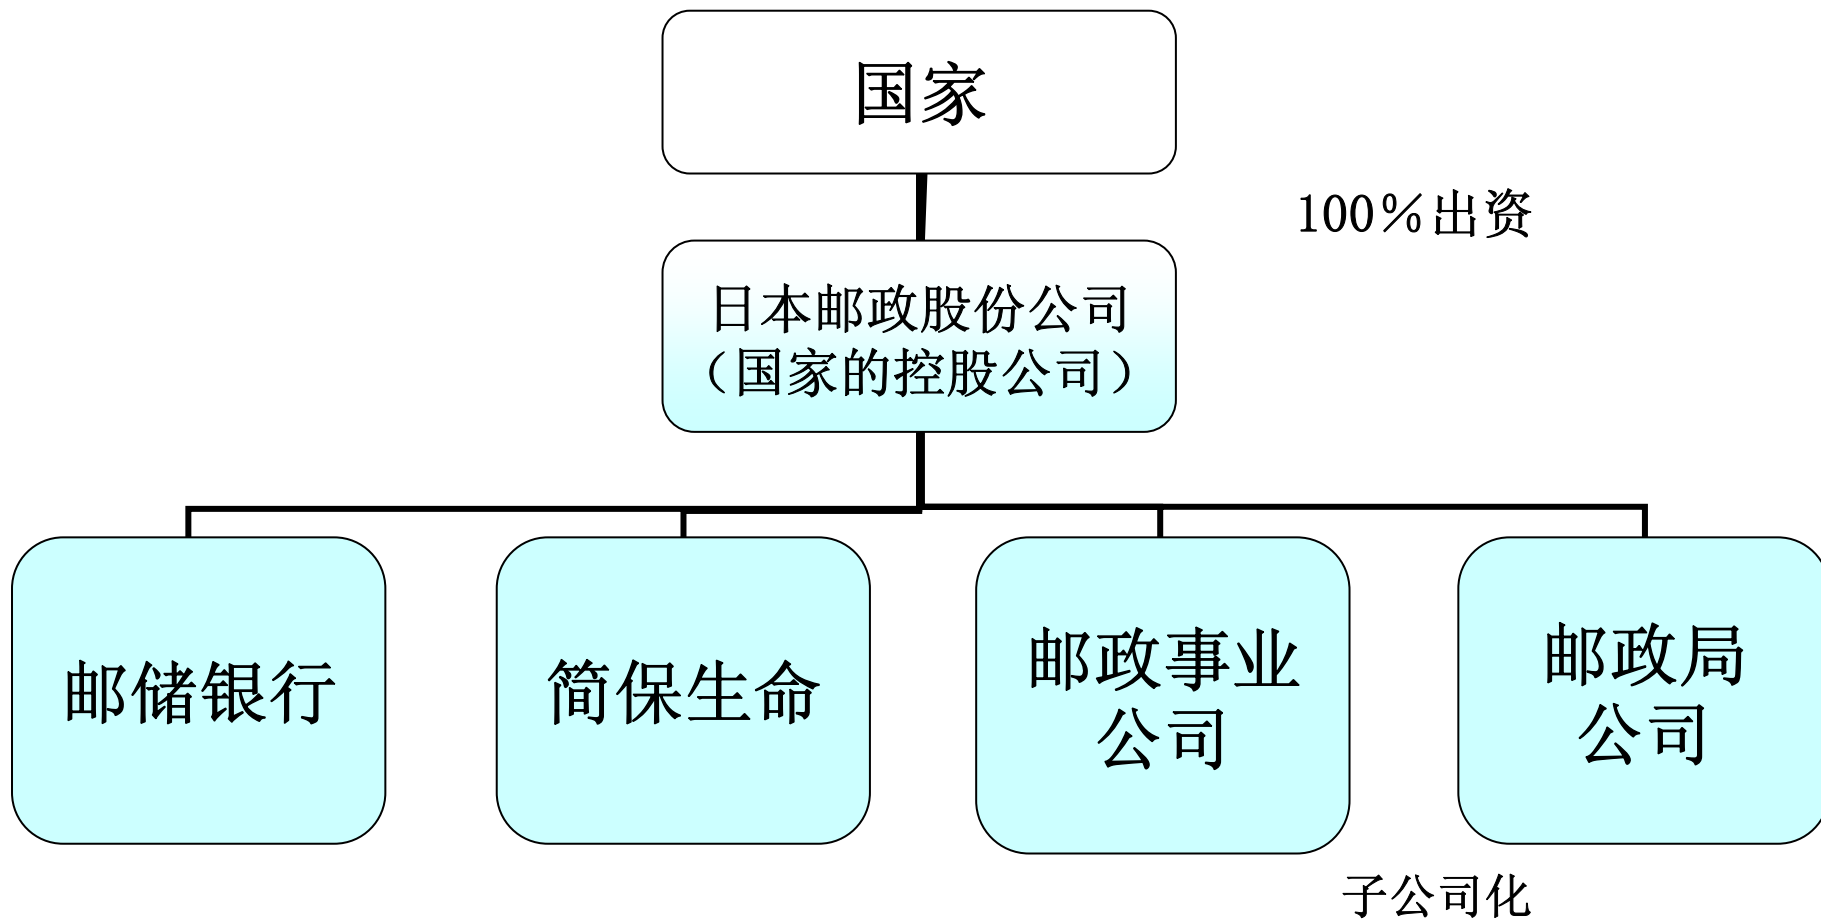 国家
100％出资
日本邮政股份公司
（国家的控股公司）
邮储银行
简保生命
邮政事业
公司
邮政局
公司
子公司化